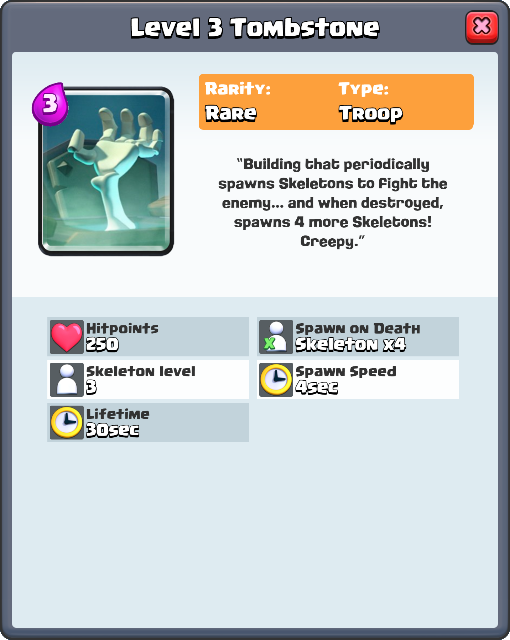 Level 3 Tombstone
3
Rarity: Type:
Rare Troop
"Building that periodically
spawns Skeletons to fight the
enemy... and when destroyed,
spawns 4 more Skeletons!
Creepy."
Hitpoints
250
Spawn on Death
Skeleton x4
Skeleton level
3
Spawn Speed
4sec
Lifetime
30sec